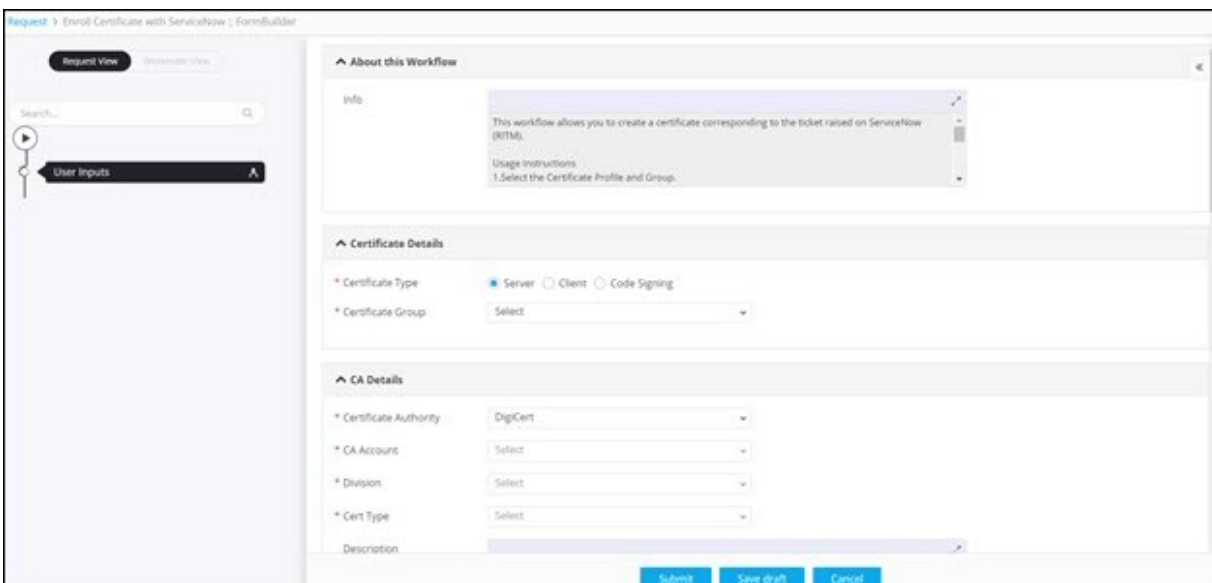 Request > Enroll Certificate with ServiceNow :: FormBuilder
Request View Workorder View
Search...
User Inputs
About this Workflow
Info
This workflow allows you to create a certificate corresponding to the ticket raised on ServiceNow
(RITM).
Usage Instructions
1.Select the Certificate Profile and Group.
Certificate Details
* Certificate Type Server Client Code Signing
* Certificate Group Select
CA Details
* Certificate Authority DigiCert
* CA Account Select
* Division Select
* Cert Type Select
Description
Submit Save draft Cancel